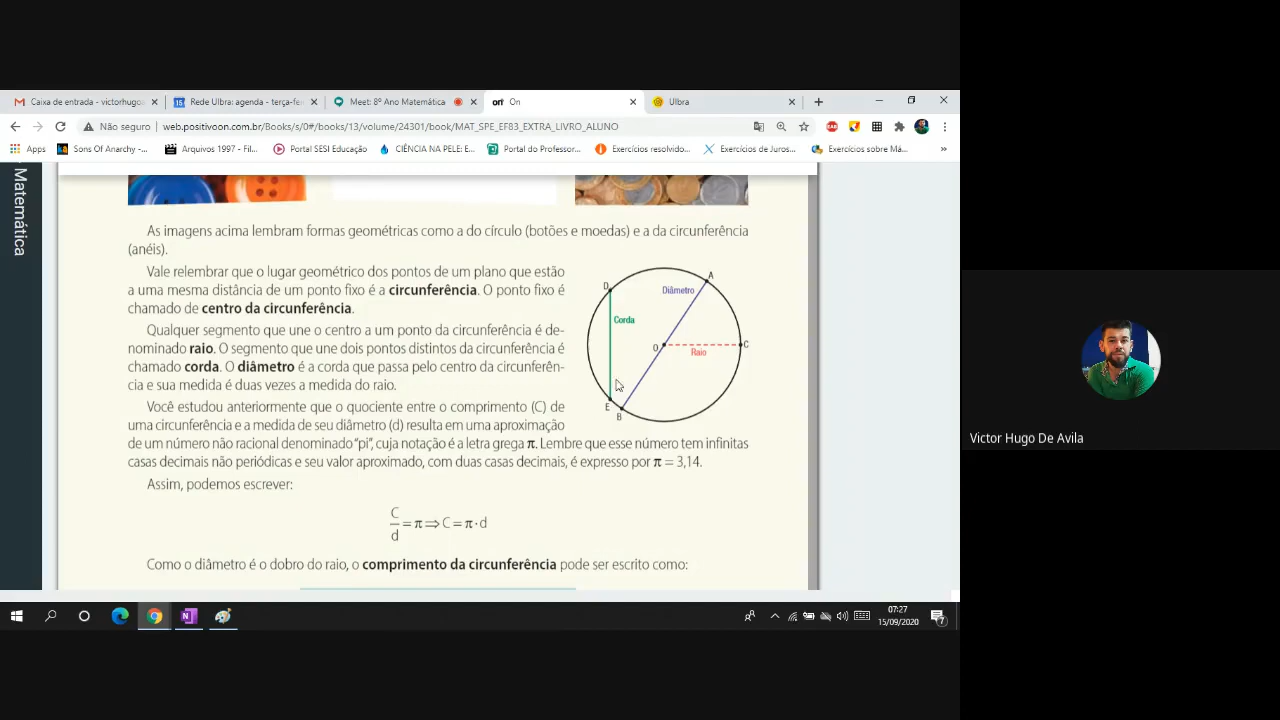 Caixa de entrada - victorhugo
Rede Ulbra: agenda - terça-fei
Meet: 8º Ano Matemática
On
Ulbra
Não seguro
web.positivoon.com.br/Books/s/0#/books/13/volume/24301/book/MAT_SPE_EF83_EXTRA_LIVRO_ALUNO
Apps
Sons Of Anarchy -...
Arquivos 1997 - Fil...
Portal SESI Educação
CIÊNCIA NA PELE: E...
Portal do Professor...
Exercícios resolvido...
Exercícios de Juros...
Exercícios sobre Má...
»
Matemática
As imagens acima lembram formas geométricas como a do círculo (botões e moedas) e a da circunferência
(anéis).
Vale relembrar que o lugar geométrico dos pontos de um plano que estão
a uma mesma distância de um ponto fixo é a circunferência. O ponto fixo é
chamado de centro da circunferência.
Qualquer segmento que une o centro a um ponto da circunferência é de-
nominado raio. O segmento que une dois pontos distintos da circunferência é
chamado corda. O diâmetro é a corda que passa pelo centro da circunferên-
cia e sua medida é duas vezes a medida do raio.
Você estudou anteriormente que o quociente entre o comprimento (C) de
uma circunferência e a medida de seu diâmetro (d) resulta em uma aproximação
de um número não racional denominado “pi”, cuja notação é a letra grega π. Lembre que esse número tem infinitas
casas decimais não periódicas e seu valor aproximado, com duas casas decimais, é expresso por π = 3,14.
D
A
Diâmetro
Corda
O
C
Raio
E
B
Assim, podemos escrever:
C/d = π ⇒ C = π · d
Como o diâmetro é o dobro do raio, o comprimento da circunferência pode ser escrito como:
07:27
15/09/2020
Victor Hugo De Avila